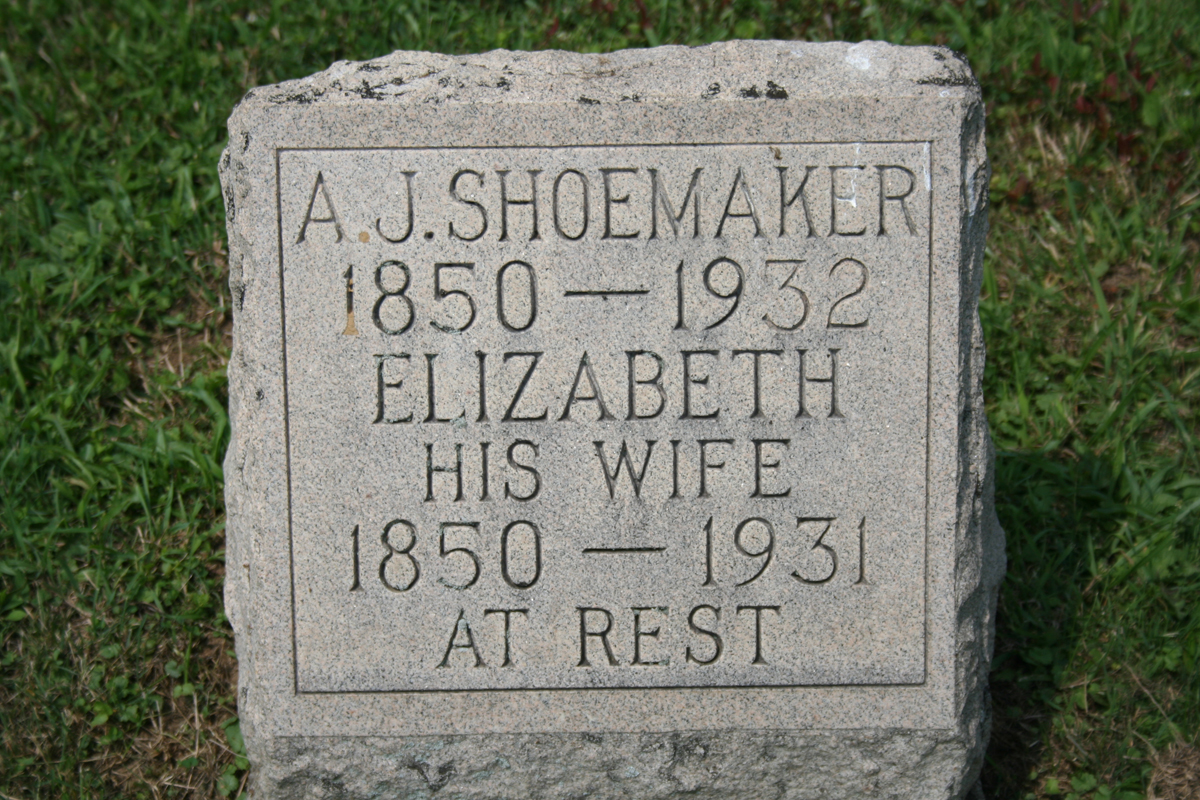 A.J. SHOEMAKER
1850 — 1932
ELIZABETH
HIS WIFE
1850 — 1931
AT REST